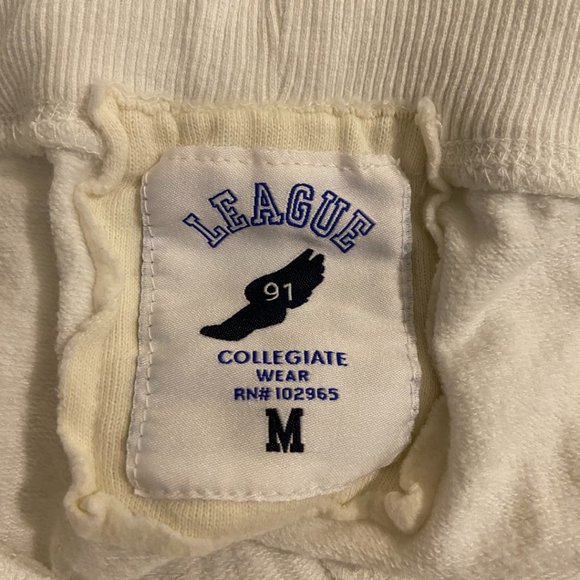 LEAGUE
91
COLLEGIATE
WEAR
RN# 102965
M